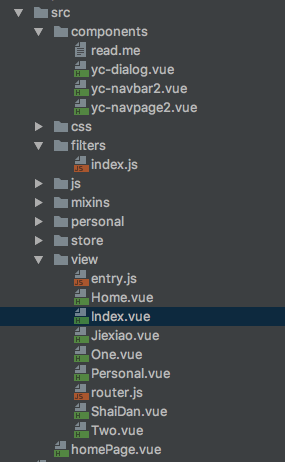 src
components
read.me
yc-dialog.vue
yc-navbar2.vue
yc-navpage2.vue
css
filters
index.js
js
mixins
personal
store
view
entry.js
Home.vue
Index.vue
Jiexiao.vue
One.vue
Personal.vue
router.js
ShaiDan.vue
Two.vue
homePage.vue